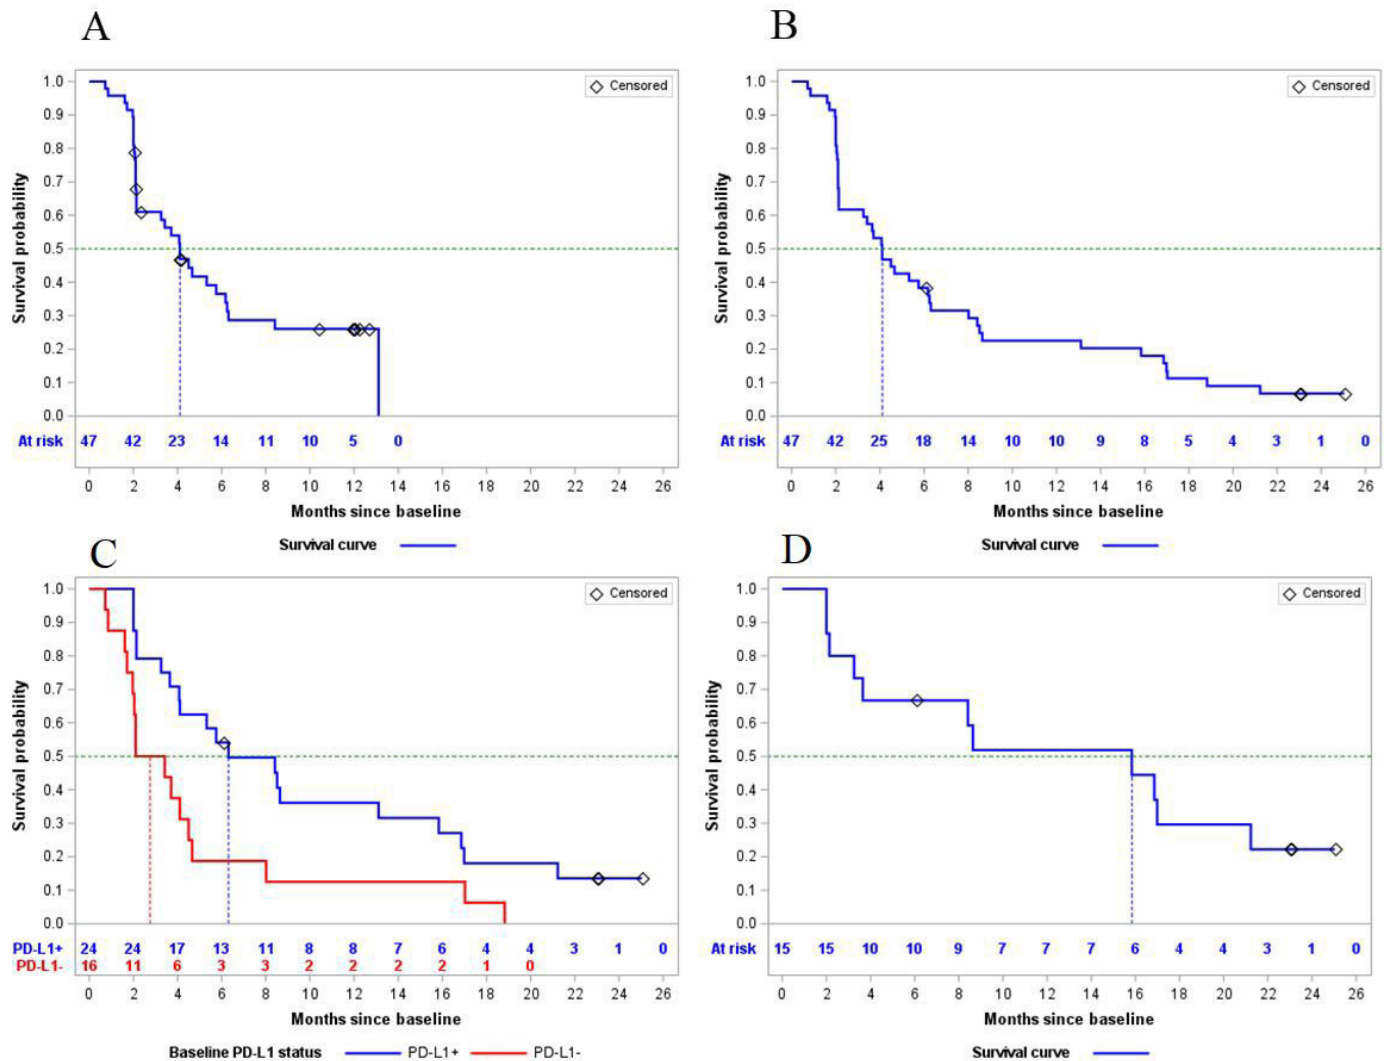 A
Censored
1.0
0.9
0.8
0.7
0.6
0.5
0.4
0.3
0.2
0.1
0.0
Survival probability
At risk 47 42 23 14 11 10 5 0
0 2 4 6 8 10 12 14 16 18 20 22 24 26
Months since baseline
Survival curve
B
Censored
1.0
0.9
0.8
0.7
0.6
0.5
0.4
0.3
0.2
0.1
0.0
Survival probability
At risk 47 42 25 18 14 10 10 9 8 5 4 3 1 0
0 2 4 6 8 10 12 14 16 18 20 22 24 26
Months since baseline
Survival curve
C
Censored
1.0
0.9
0.8
0.7
0.6
0.5
0.4
0.3
0.2
0.1
0.0
Survival probability
PD-L1+ 24 24 17 13 11 8 8 7 6 4 4 3 1 0
PD-L1- 16 11 6 3 3 2 2 2 2 1 0
0 2 4 6 8 10 12 14 16 18 20 22 24 26
Months since baseline
Baseline PD-L1 status PD-L1+ PD-L1-
D
Censored
1.0
0.9
0.8
0.7
0.6
0.5
0.4
0.3
0.2
0.1
0.0
Survival probability
At risk 15 15 10 10 9 7 7 7 6 4 4 3 1 0
0 2 4 6 8 10 12 14 16 18 20 22 24 26
Months since baseline
Survival curve